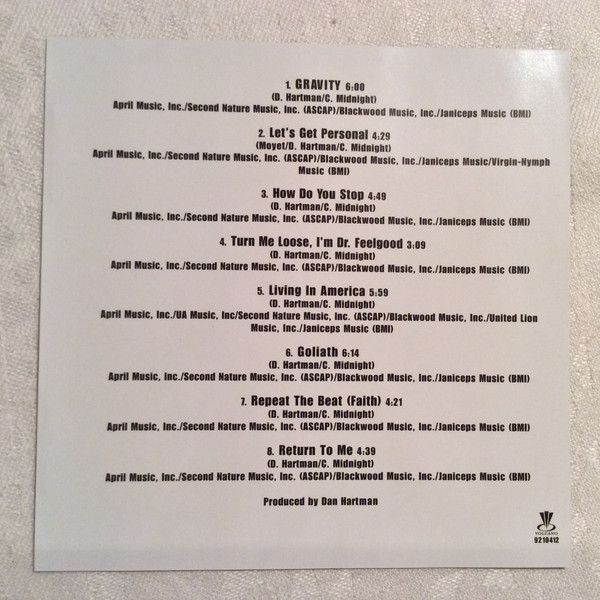 1. GRAVITY 6:00
(D. Hartman/C. Midnight)
April Music, Inc./Second Nature Music, Inc. (ASCAP)/Blackwood Music, Inc./Janiceps Music (BMI)
2. Let's Get Personal 4:29
(Moyet/D. Hartman/C. Midnight)
April Music, Inc./Second Nature Music, Inc. (ASCAP)/Blackwood Music, Inc./Janiceps Music/Virgin-Nymph
Music (BMI)
3. How Do You Stop 4:49
(D. Hartman/C. Midnight)
April Music, Inc./Second Nature Music, Inc. (ASCAP)/Blackwood Music, Inc./Janiceps Music (BMI)
4. Turn Me Loose, I'm Dr. Feelgood 3:09
(D. Hartman/C. Midnight)
April Music, Inc./Second Nature Music, Inc. (ASCAP)/Blackwood Music, Inc./Janiceps Music (BMI)
5. Living In America 5:59
(D. Hartman/C. Midnight)
April Music, Inc./UA Music, Inc/Second Nature Music, Inc. (ASCAP)/Blackwood Music, Inc./United Lion
Music, Inc./Janiceps Music (BMI)
6. Goliath 6:14
(D. Hartman/C. Midnight)
April Music, Inc./Second Nature Music, Inc. (ASCAP)/Blackwood Music, Inc./Janiceps Music (BMI)
7. Repeat The Beat (Faith) 4:21
(D. Hartman/C. Midnight)
April Music, Inc./Second Nature Music, Inc. (ASCAP)/Blackwood Music, Inc./Janiceps Music (BMI)
8. Return To Me 4:39
(D. Hartman/C. Midnight)
April Music, Inc./Second Nature Music, Inc. (ASCAP)/Blackwood Music, Inc./Janiceps Music (BMI)
Produced by Dan Hartman
VOLCANO
9210412